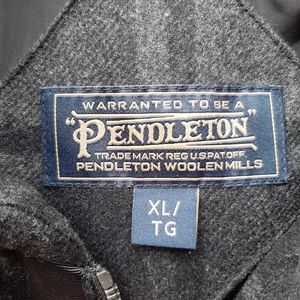 WARRANTED TO BE A
"PENDLETON"
TRADE MARK REG U.S.PAT.OFF.
PENDLETON WOOLEN MILLS
XL/
TG